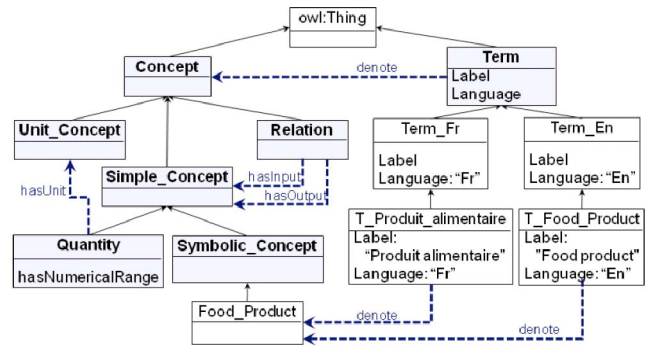 owl:Thing
Concept
denote
Term
Label
Language
Unit_Concept
Relation
Term_Fr
Label
Language:"Fr"
Term_En
Label
Language:"En"
hasUnit
Simple_Concept
hasInput
hasOutput
Quantity
hasNumericalRange
Symbolic_Concept
T_Produit_alimentaire
Label:
"Produit alimentaire"
Language:"Fr"
T_Food_Product
Label:
"Food product"
Language:"En"
Food_Product
denote
denote